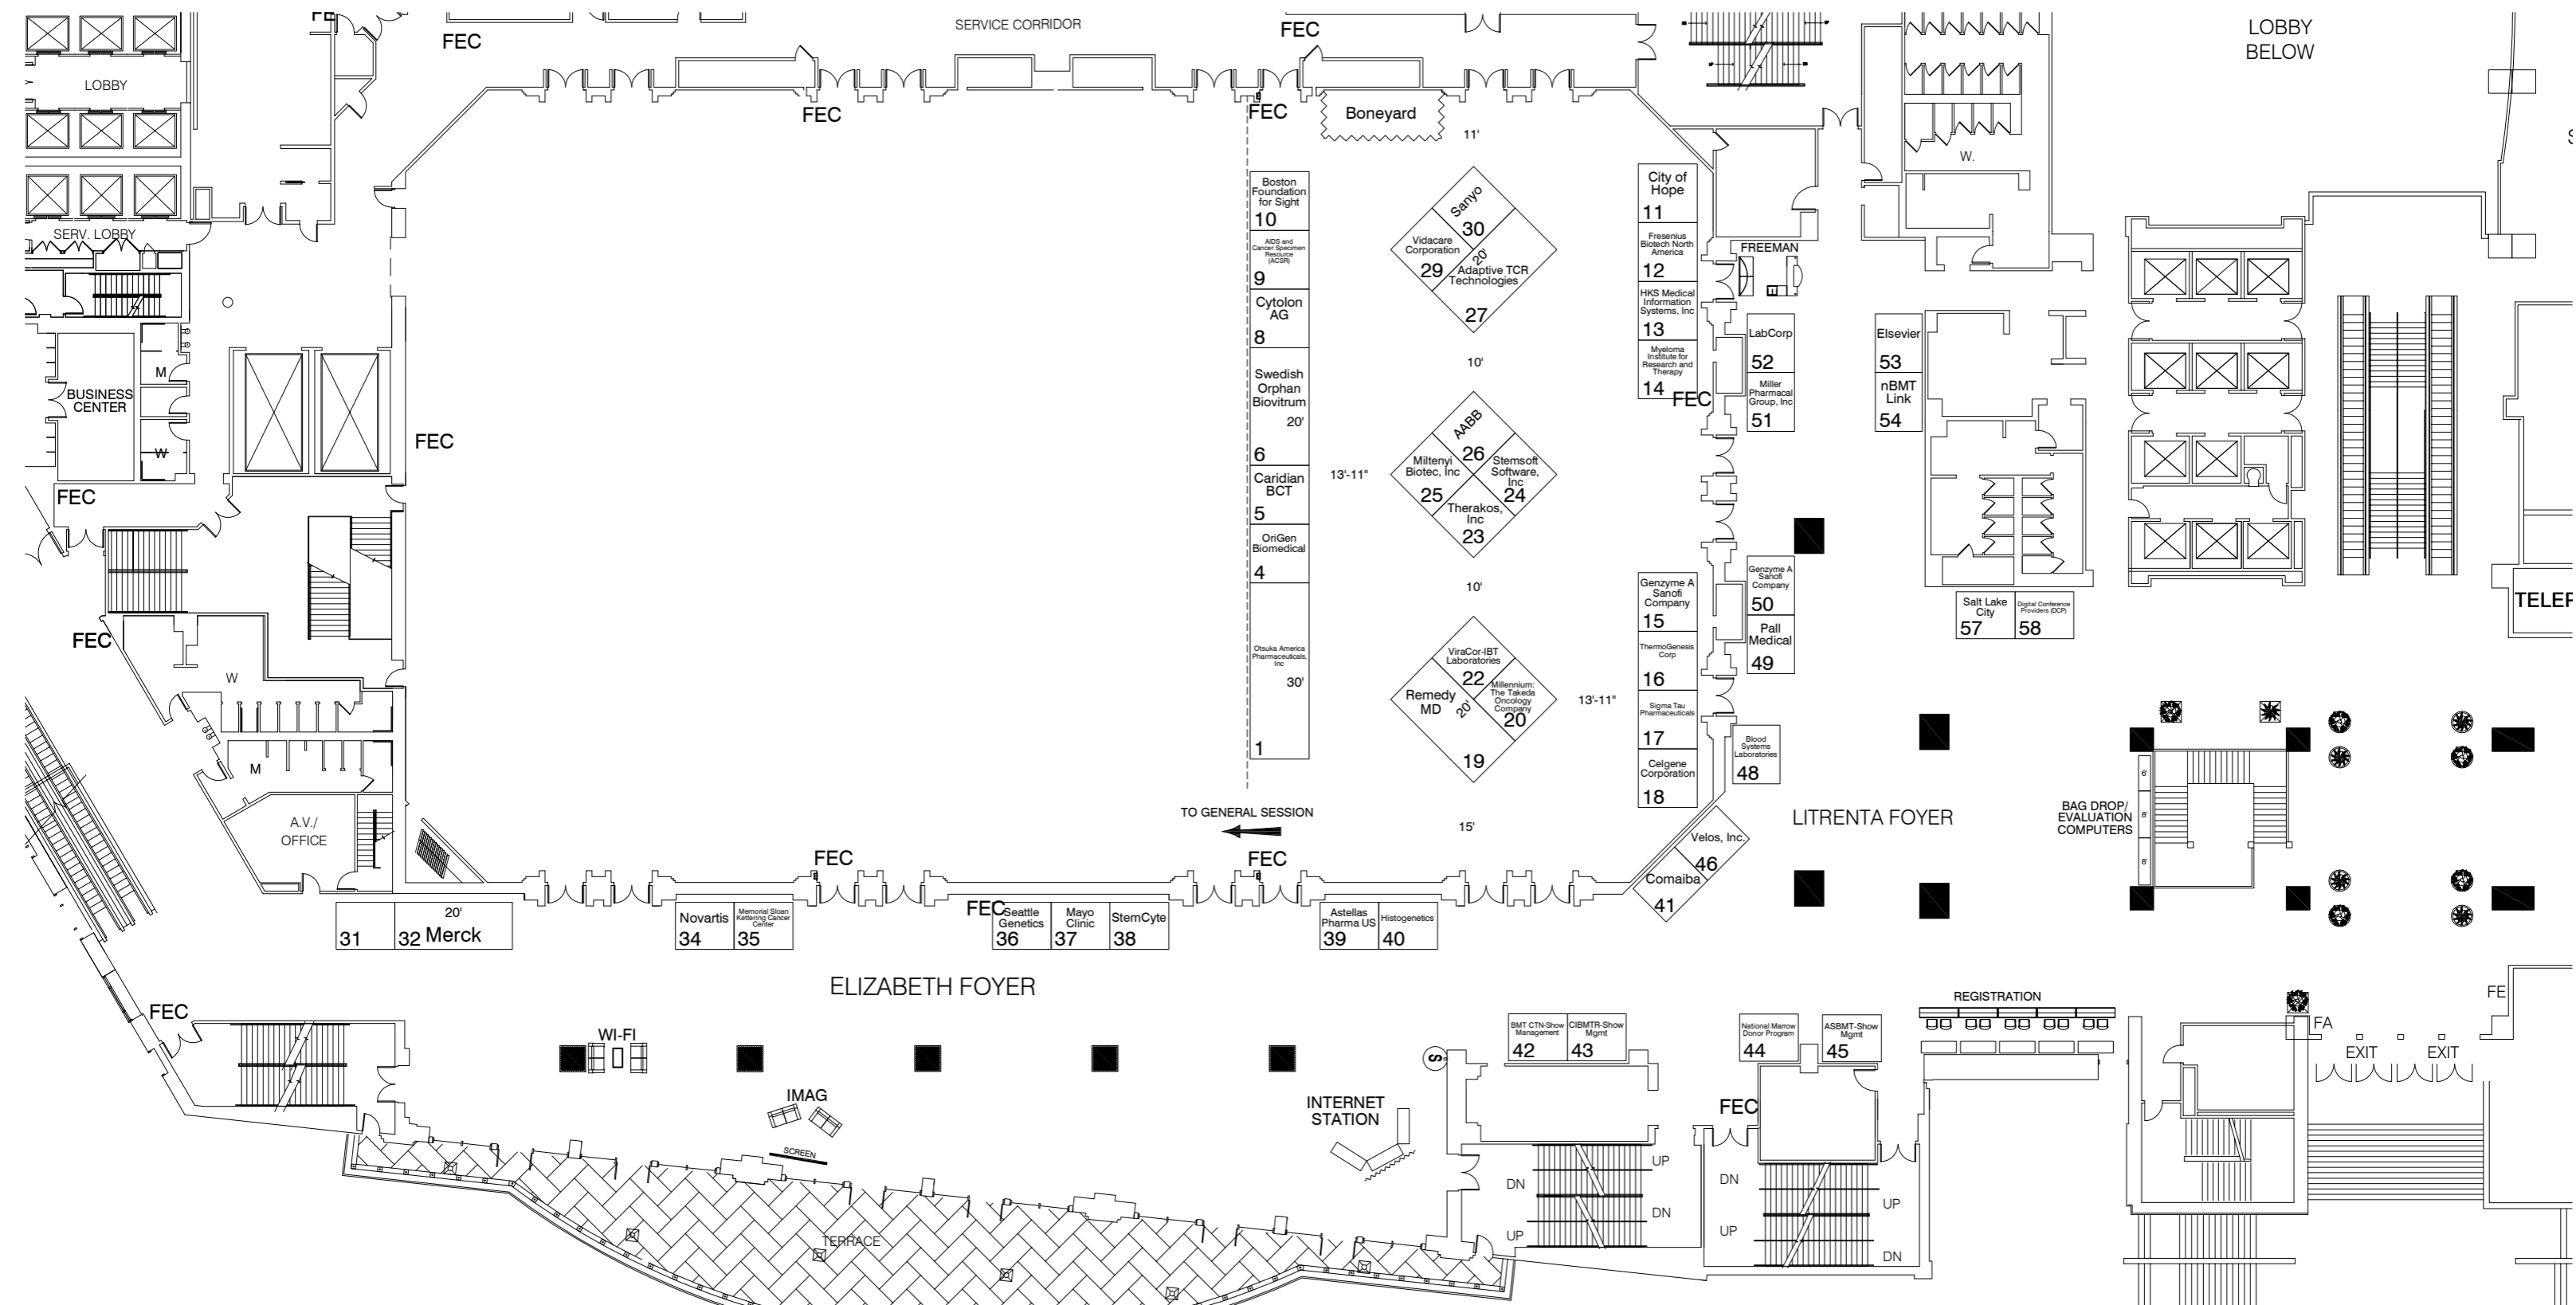 FEC
SERVICE CORRIDOR
FEC
LOBBY
BELOW
LOBBY
FEC
FEC
Boneyard
11'
W.
SERV. LOBBY
Boston
Foundation
for Sight
10
AIDS and
Cancer Specimen
Resource
(ACSR)
9
Cytolon
AG
8
Swedish
Orphan
Biovitrum
20'
6
Caridian
BCT
5
OriGen
Biomedical
4
Otsuka America
Pharmaceuticals,
Inc
30'
1
Sanyo
30
Vidacare
Corporation
29
20'
Adaptive TCR
Technologies
27
10'
AABB
26
Miltenyi
Biotec, Inc
25
Stemsoft
Software,
Inc
24
Therakos,
Inc
23
13'-11"
10'
ViraCor-IBT
Laboratories
22
Remedy
MD
20'
Millennium:
The Takeda
Oncology
Company
20
19
13'-11"
15'
City of
Hope
11
Fresenius
Biotech North
America
12
HKS Medical
Information
Systems, Inc
13
Myeloma
Institute for
Research and
Therapy
14
FEC
Genzyme A
Sanofi
Company
15
ThermoGenesis
Corp
16
Sigma Tau
Pharmaceuticals
17
Celgene
Corporation
18
FREEMAN
LabCorp
52
Miller
Pharmacal
Group, Inc
51
Elsevier
53
nBMT
Link
54
Genzyme A
Sanofi
Company
50
Pall
Medical
49
Blood
Systems
Laboratories
48
Velos, Inc.
46
Comaiba
41
Salt Lake
City
57
Digital Conference
Providers (DCP)
58
TELEP
BUSINESS
CENTER
M
W
FEC
FEC
FEC
W
M
A.V./
OFFICE
TO GENERAL SESSION
FEC
FEC
LITRENTA FOYER
BAG DROP/
EVALUATION
COMPUTERS
6'
8'
8'
31
20'
32 Merck
Novartis
34
Memorial Sloan
Kettering Cancer
Center
35
FEC
Seattle
Genetics
36
Mayo
Clinic
37
StemCyte
38
Astellas
Pharma US
39
Histogenetics
40
ELIZABETH FOYER
FEC
WI-FI
IMAG
SCREEN
TERRACE
INTERNET
STATION
S
BMT CTN-Show
Management
42
CIBMTR-Show
Mgmt
43
National Marrow
Donor Program
44
ASBMT-Show
Mgmt
45
REGISTRATION
FEC
UP
DN
DN
UP
DN
UP
UP
DN
FE
FA
EXIT
EXIT